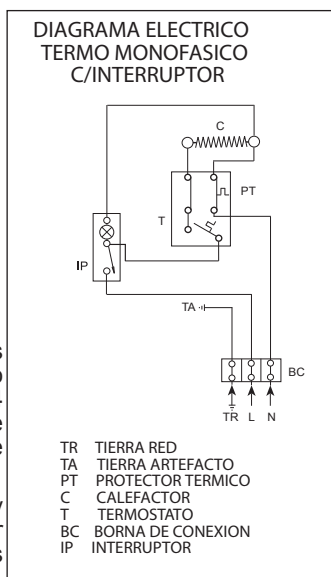 DIAGRAMA ELECTRICO
TERMO MONOFASICO
C/INTERRUPTOR
C
PT
T
IP
TA
BC
TR L N
TR TIERRA RED
TA TIERRA ARTEFACTO
PT PROTECTOR TERMICO
C CALEFACTOR
T TERMOSTATO
BC BORNA DE CONEXION
IP INTERRUPTOR